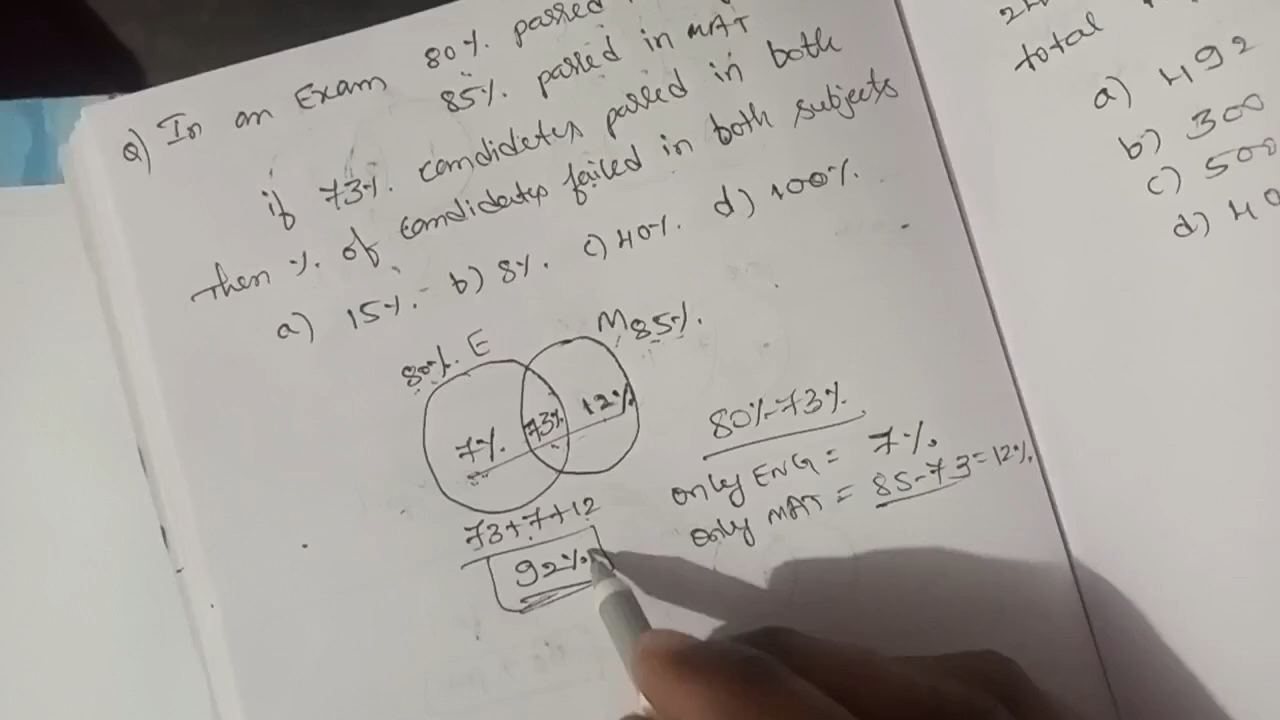 Q) In an Exam 80%. passed
85%. passed in MAT
if 73%. candidates passed in both
then %. of candidates failed in both subjects
a) 15%. b) 8%. c) 40%. d) 100%.
80%. E M 85%.
7%. 73% 12%
80%-73%
only ENG = 7%.
only MAT = 85-73=12%
73+7+12
92%
total
a) 492
b) 300
c) 500
d)